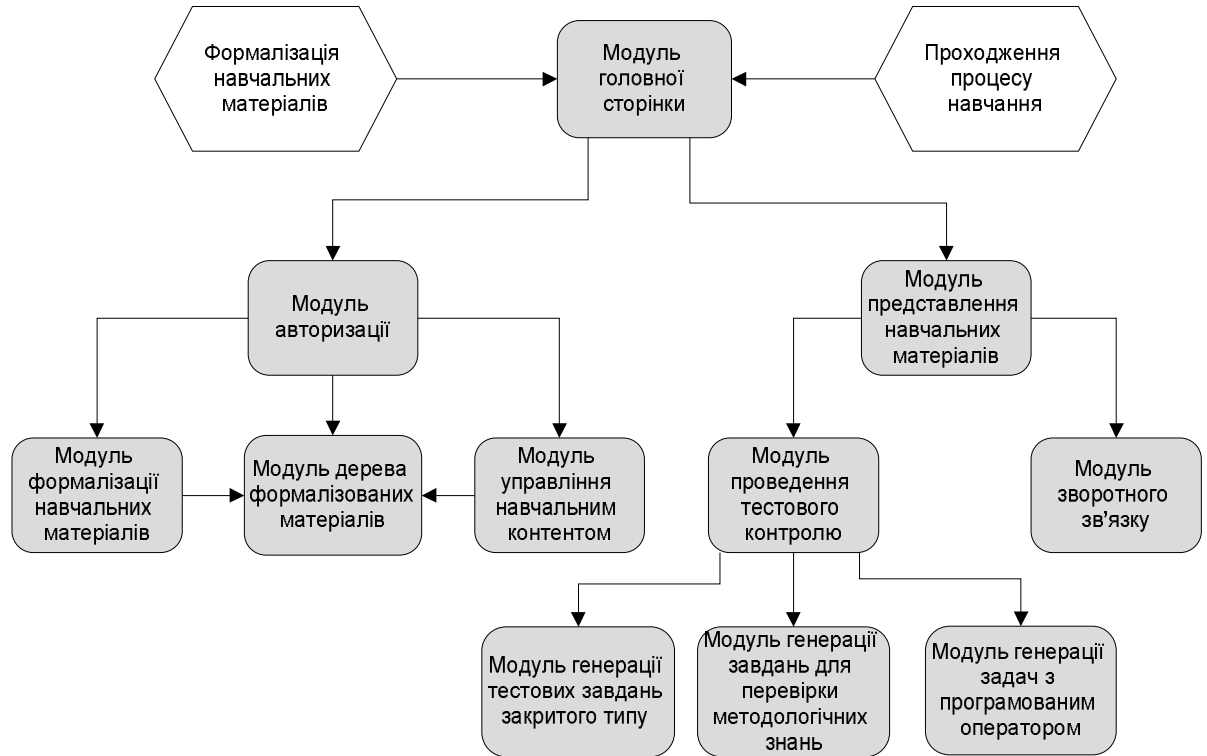 Формалізація
навчальних
матеріалів
Модуль
головної
сторінки
Проходження
процесу
навчання
Модуль
авторизації
Модуль
представлення
навчальних
матеріалів
Модуль
формалізації
навчальних
матеріалів
Модуль дерева
формалізованих
матеріалів
Модуль
управління
навчальним
контентом
Модуль
проведення
тестового
контролю
Модуль
зворотного
зв’язку
Модуль генерації
тестових завдань
закритого типу
Модуль генерації
завдань для
перевірки
методологічних
знань
Модуль генерації
задач з
програмованим
оператором